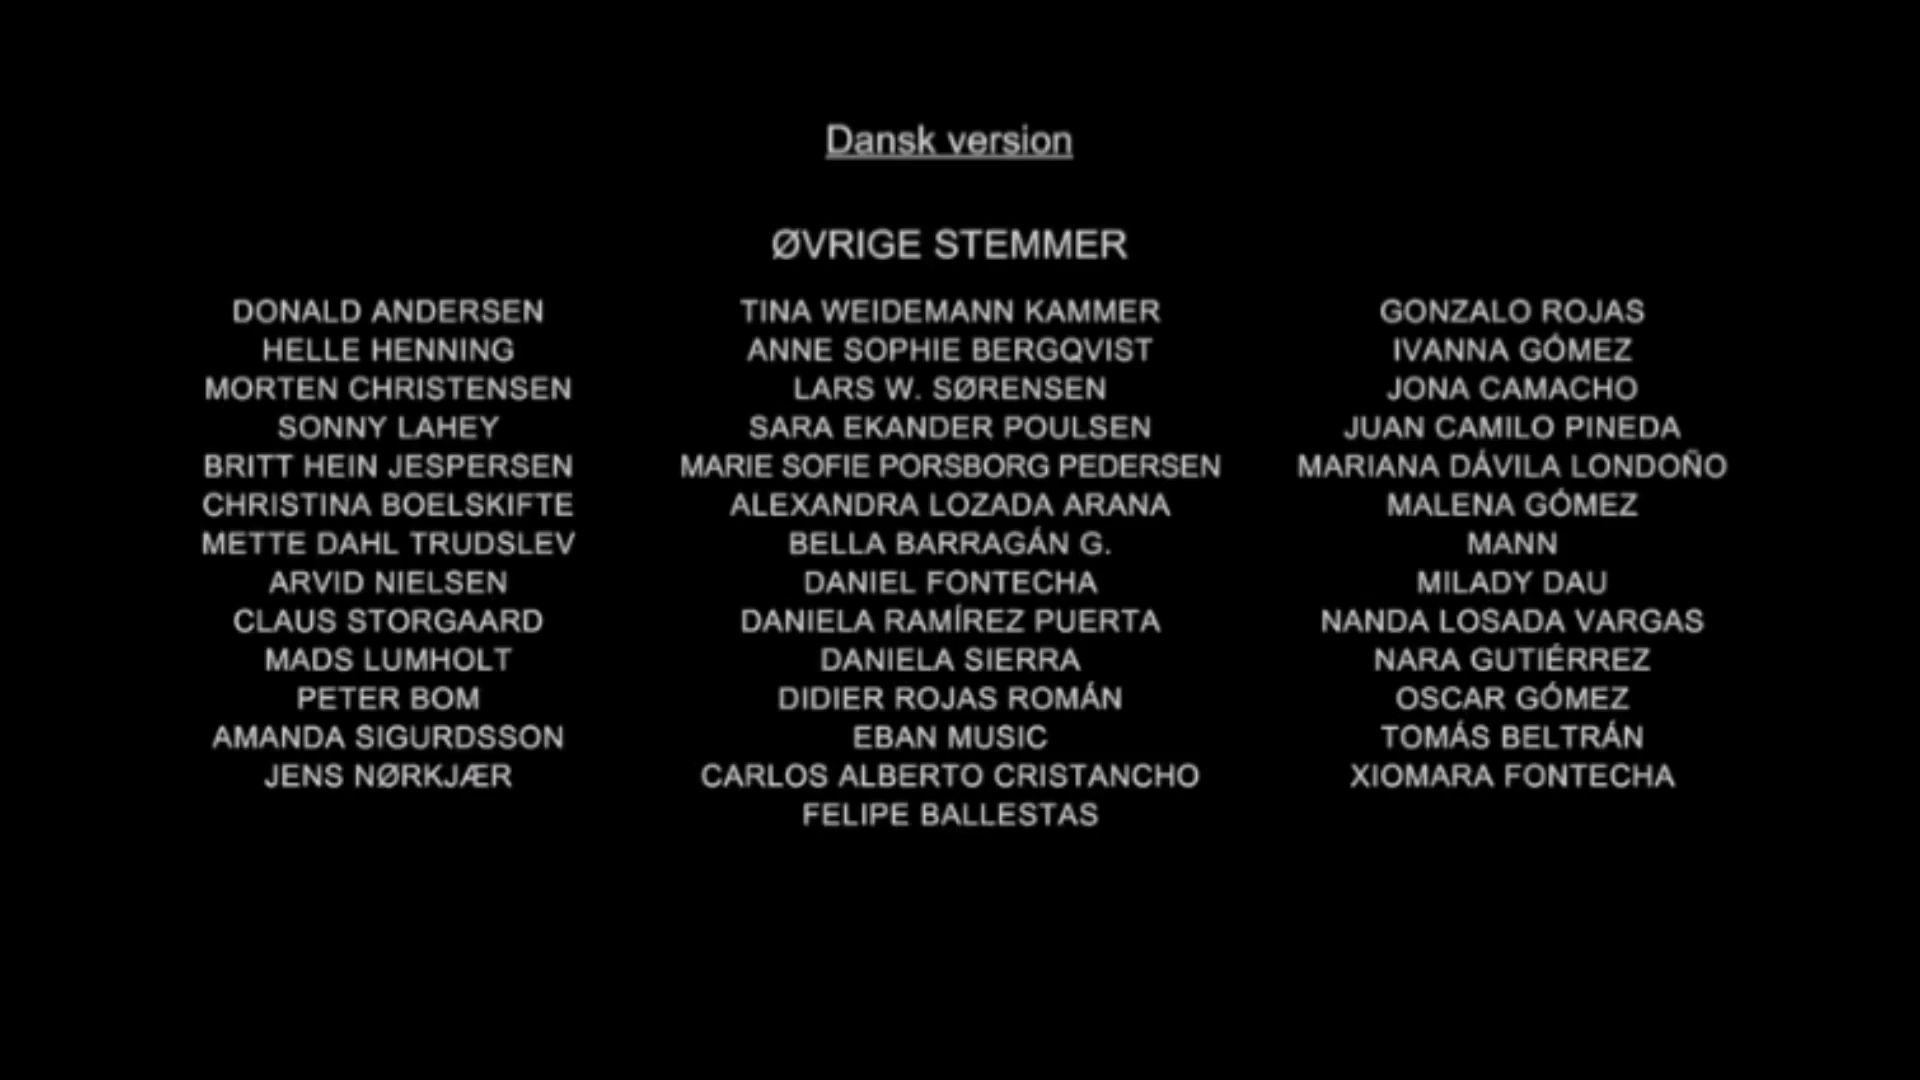 Dansk version
ØVRIGE STEMMER
DONALD ANDERSEN
HELLE HENNING
MORTEN CHRISTENSEN
SONNY LAHEY
BRITT HEIN JESPERSEN
CHRISTINA BOELSKIFTE
METTE DAHL TRUDSLEV
ARVID NIELSEN
CLAUS STORGAARD
MADS LUMHOLT
PETER BOM
AMANDA SIGURDSSON
JENS NØRKJÆR
TINA WEIDEMANN KAMMER
ANNE SOPHIE BERGQVIST
LARS W. SØRENSEN
SARA EKANDER POULSEN
MARIE SOFIE PORSBORG PEDERSEN
ALEXANDRA LOZADA ARANA
BELLA BARRAGÁN G.
DANIEL FONTECHA
DANIELA RAMÍREZ PUERTA
DANIELA SIERRA
DIDIER ROJAS ROMÁN
EBAN MUSIC
CARLOS ALBERTO CRISTANCHO
FELIPE BALLESTAS
GONZALO ROJAS
IVANNA GÓMEZ
JONA CAMACHO
JUAN CAMILO PINEDA
MARIANA DÁVILA LONDOÑO
MALENA GÓMEZ
MANN
MILADY DAU
NANDA LOSADA VARGAS
NARA GUTIÉRREZ
OSCAR GÓMEZ
TOMÁS BELTRÁN
XIOMARA FONTECHA